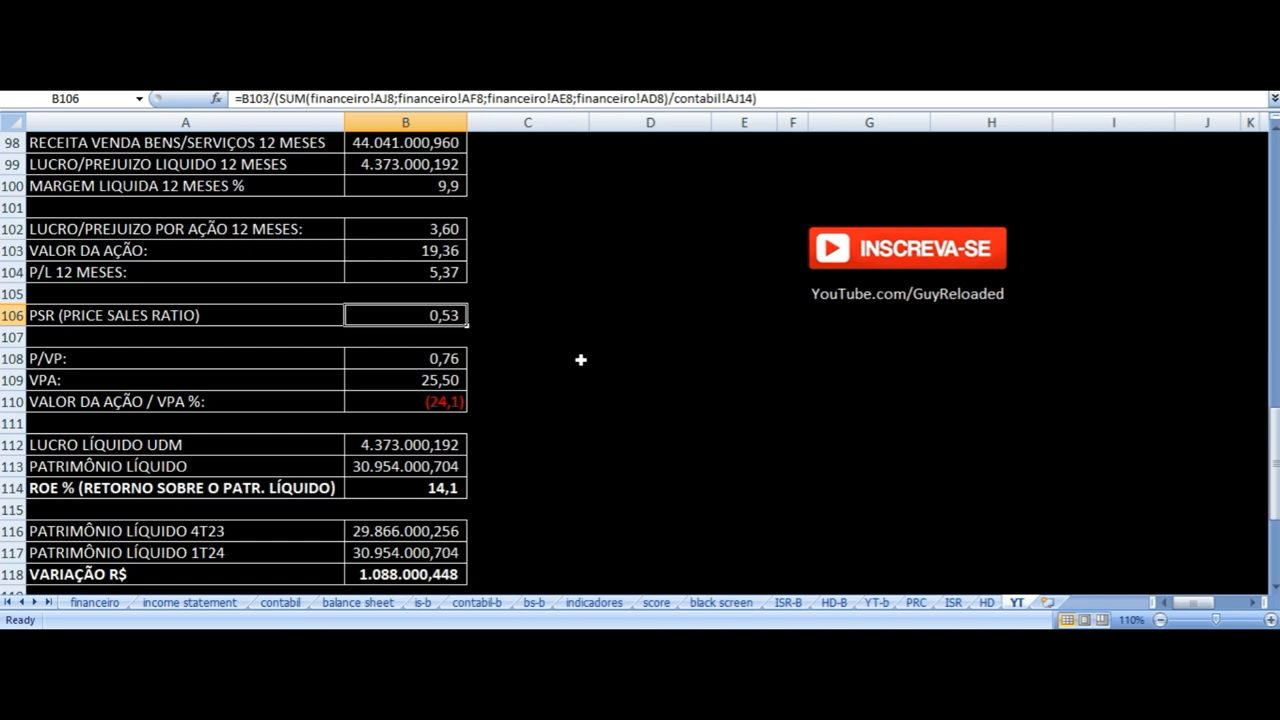 B106 fx =B103/(SUM(financeiro!AJ8;financeiro!AF8;financeiro!AE8;financeiro!AD8)/contabil!AJ14)
A B C D E F G H I J K
98 RECEITA VENDA BENS/SERVIÇOS 12 MESES 44.041.000,960
99 LUCRO/PREJUIZO LIQUIDO 12 MESES 4.373.000,192
100 MARGEM LIQUIDA 12 MESES % 9,9
101
102 LUCRO/PREJUIZO POR AÇÃO 12 MESES: 3,60
103 VALOR DA AÇÃO: 19,36
104 P/L 12 MESES: 5,37
105
106 PSR (PRICE SALES RATIO) 0,53
107
108 P/VP: 0,76
109 VPA: 25,50
110 VALOR DA AÇÃO / VPA %: (24,1)
111
112 LUCRO LÍQUIDO UDM 4.373.000,192
113 PATRIMÔNIO LÍQUIDO 30.954.000,704
114 ROE % (RETORNO SOBRE O PATR. LÍQUIDO) 14,1
115
116 PATRIMÔNIO LÍQUIDO 4T23 29.866.000,256
117 PATRIMÔNIO LÍQUIDO 1T24 30.954.000,704
118 VARIAÇÃO R$ 1.088.000,448
INSCREVA-SE
YouTube.com/GuyReloaded
financeiro income statement contabil balance sheet is-b contabil-b bs-b indicadores score black screen ISR-B HD-B YT-b PRC ISR HD YT
Ready 110%